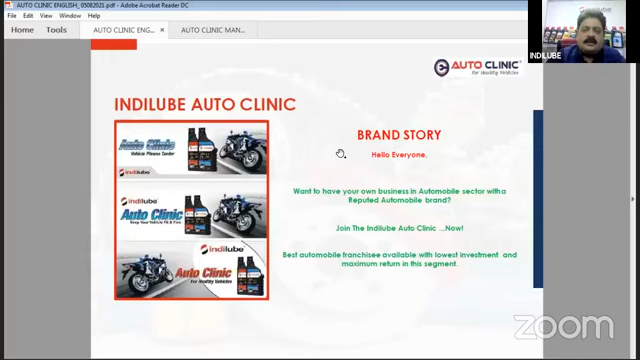 AUTO CLINIC ENGLISH_05082021.pdf - Adobe Acrobat Reader DC
File Edit View Window Help
Home Tools AUTO CLINIC ENG... × AUTO CLINIC MAN...
INDILUBE
AUTO CLINIC
For Healthy Vehicles
INDILUBE AUTO CLINIC
Auto Clinic
Vehicle Fitness Center
indilube
indilube
Auto Clinic
Keep Your Vehicle Fit & Fine
indilube
Auto Clinic
For Healthy Vehicles
BRAND STORY
Hello Everyone,
Want to have your own business in Automobile sector with a
Reputed Automobile brand?
Join The Indilube Auto Clinic ...Now!
Best automobile franchisee available with lowest investment and
maximum return in this segment.
zoom